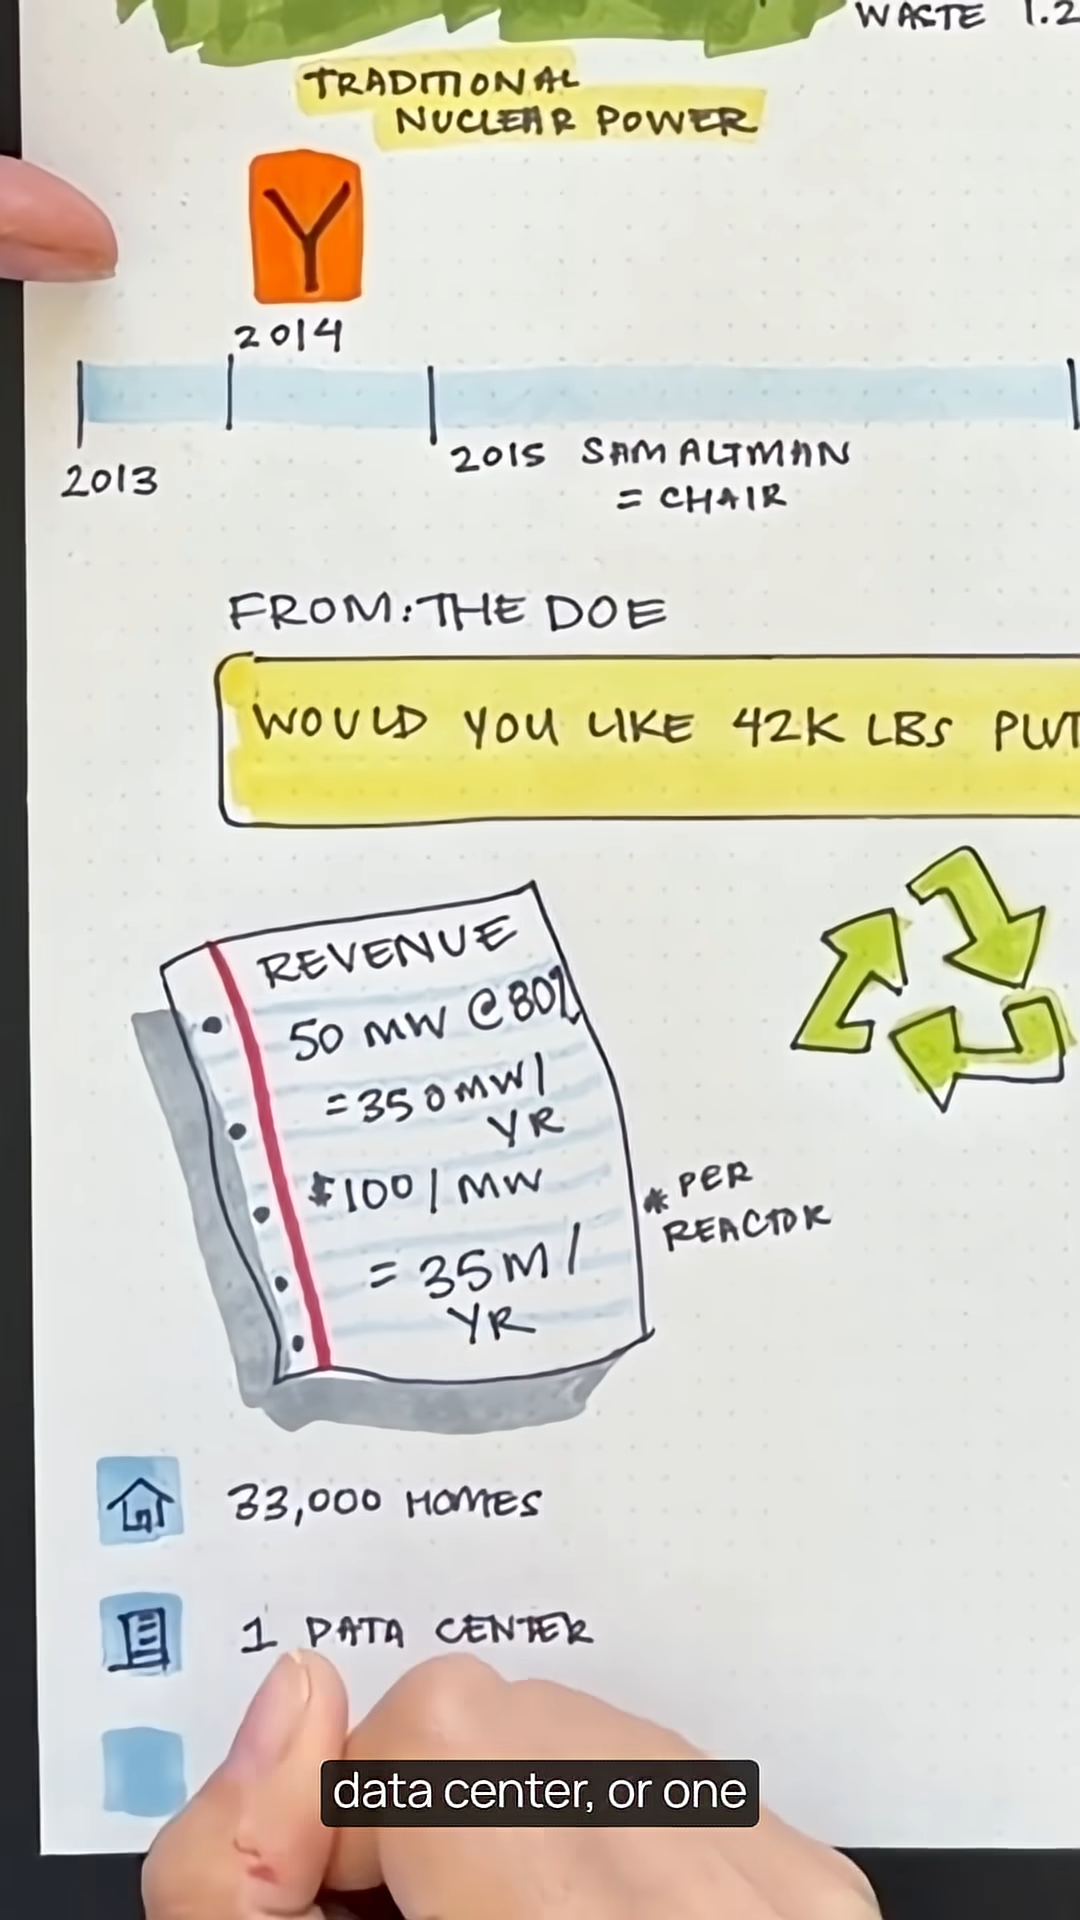 WASTE 1.2
TRADITIONAL
NUCLEAR POWER
Y
2014
2013
2015 SAM ALTMAN
= CHAIR
FROM: THE DOE
WOULD YOU LIKE 42K LBS PLUT
REVENUE
50 MW @ 80%
= 350 MW/
YR
$100 / MW
= 35M /
YR
* PER
REACTOR
33,000 HOMES
1 DATA CENTER
data center, or one